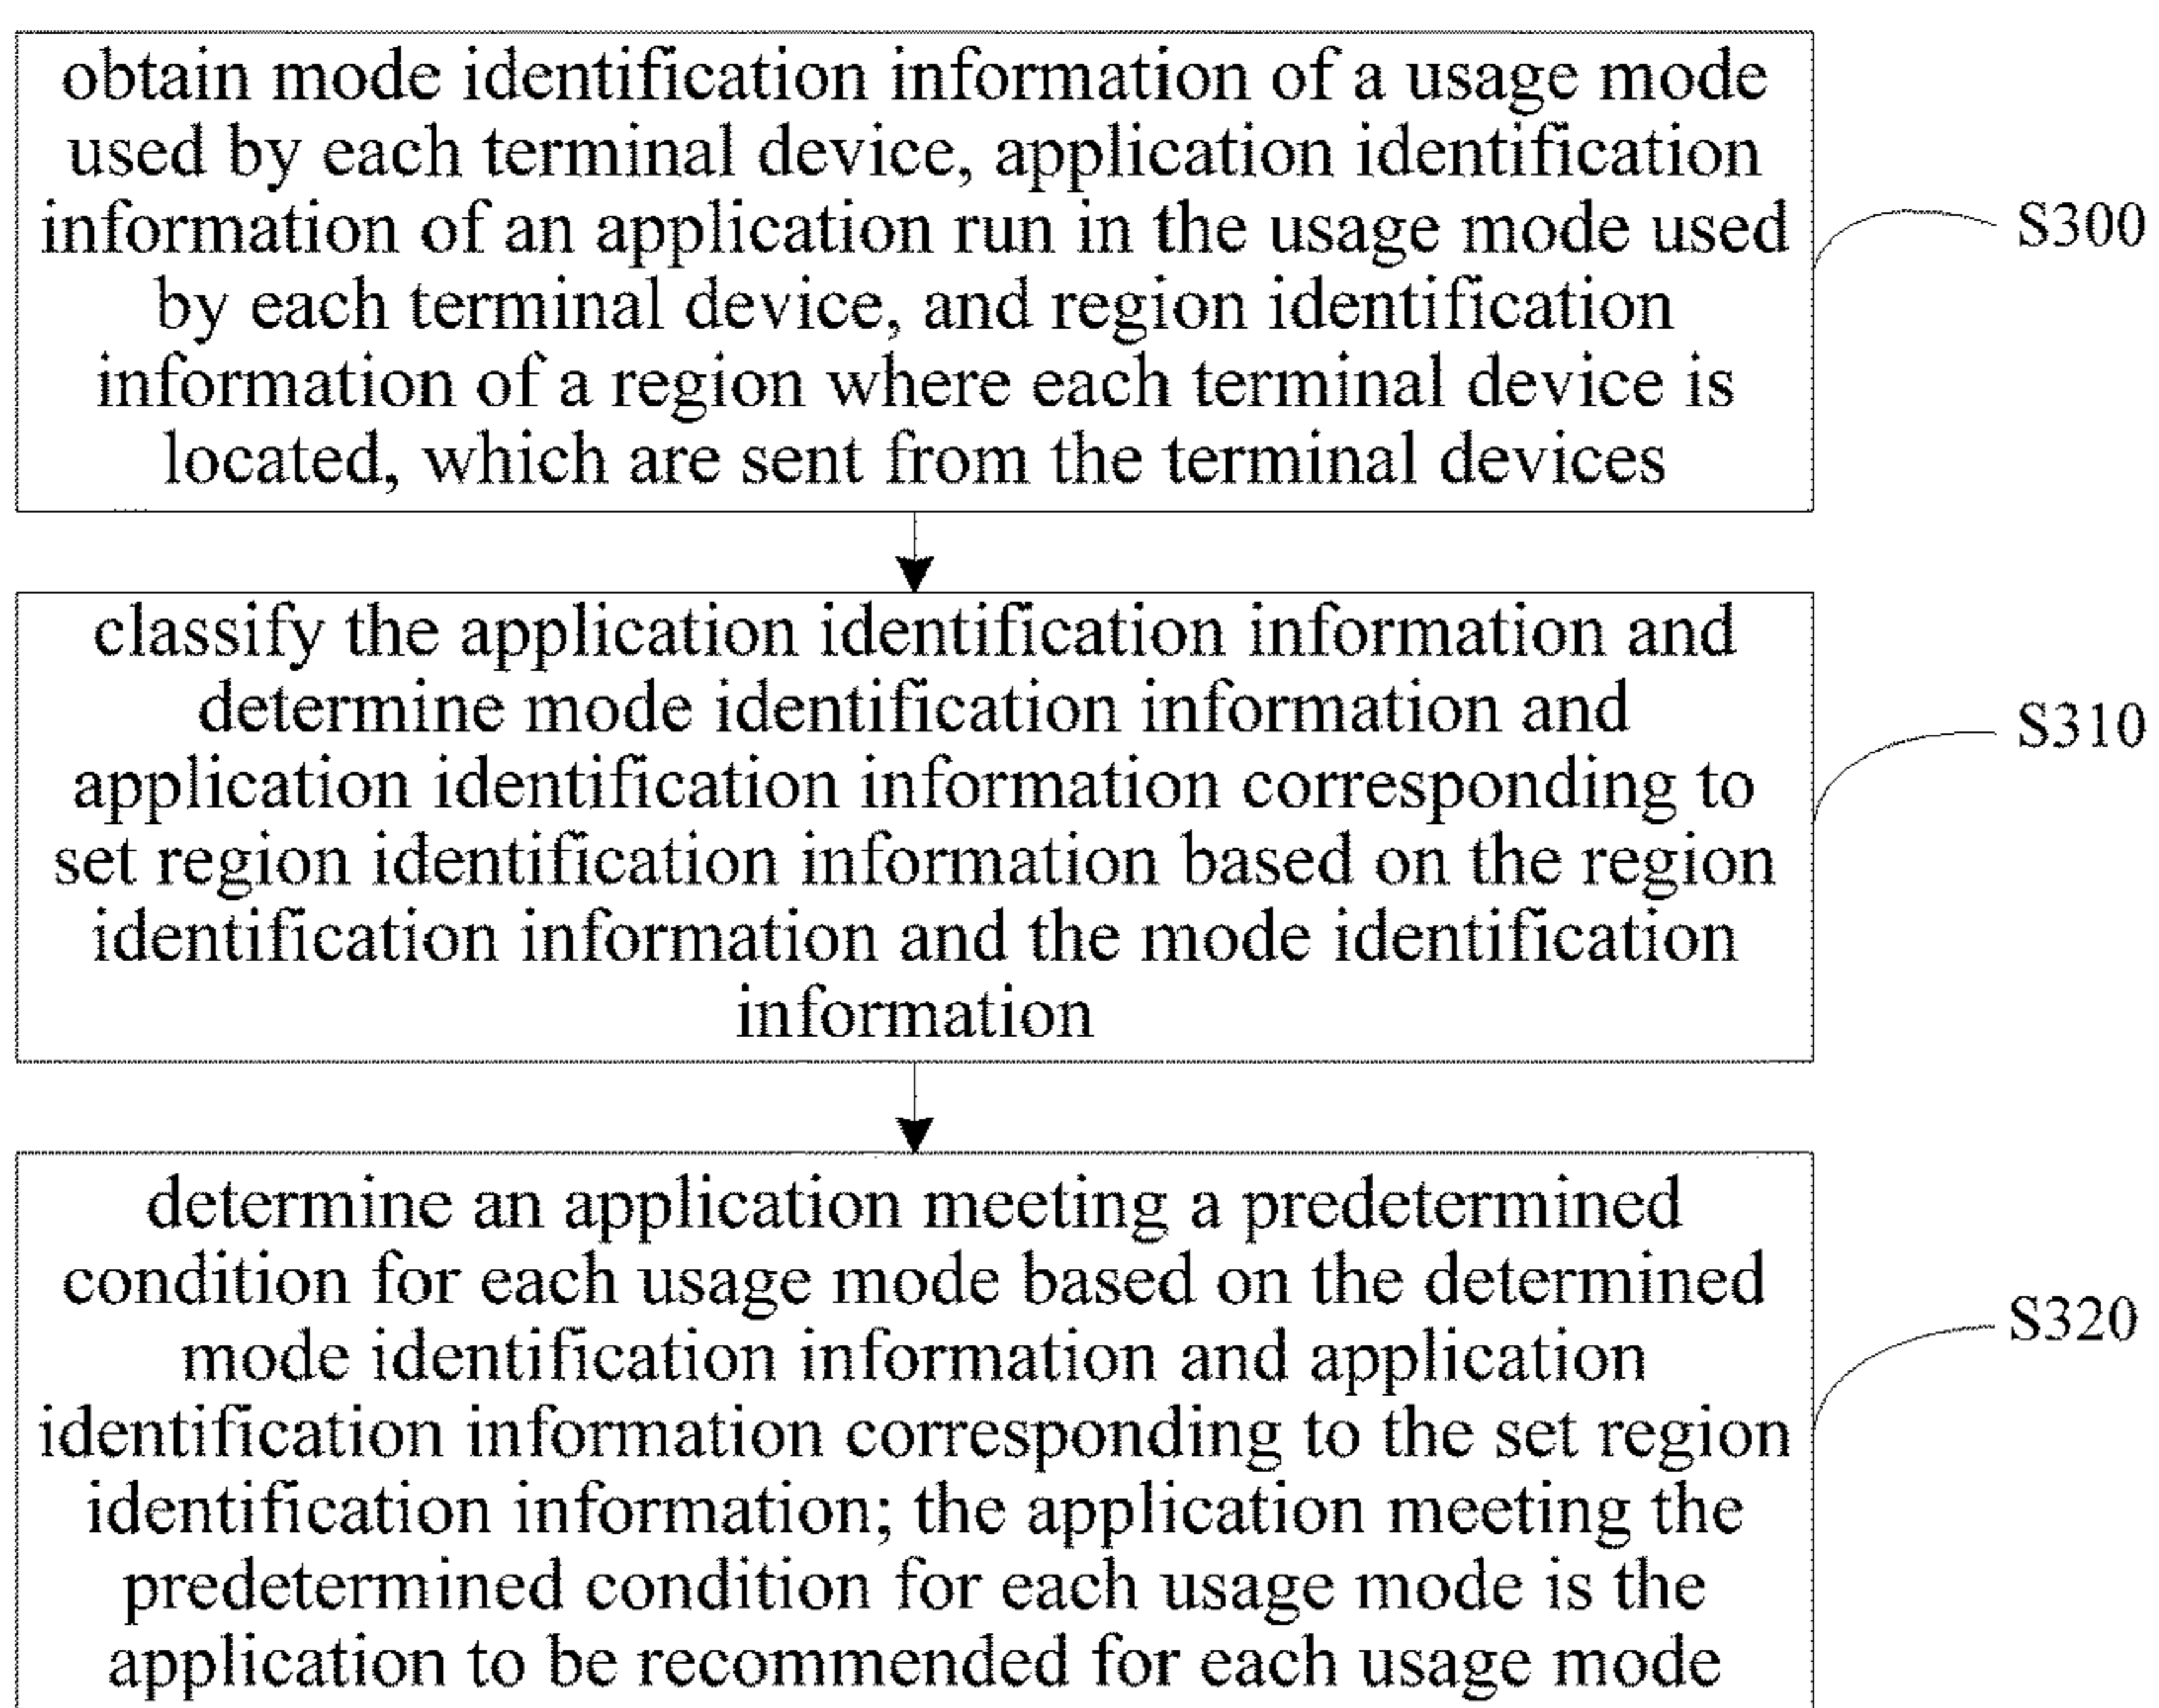 obtain mode identification information of a usage mode
used by each terminal device, application identification
information of an application run in the usage mode used
by each terminal device, and region identification
information of a region where each terminal device is
located, which are sent from the terminal devices
S300
classify the application identification information and
determine mode identification information and
application identification information corresponding to
set region identification information based on the region
identification information and the mode identification
information
S310
determine an application meeting a predetermined
condition for each usage mode based on the determined
mode identification information and application
identification information corresponding to the set region
identification information; the application meeting the
predetermined condition for each usage mode is the
application to be recommended for each usage mode
S320